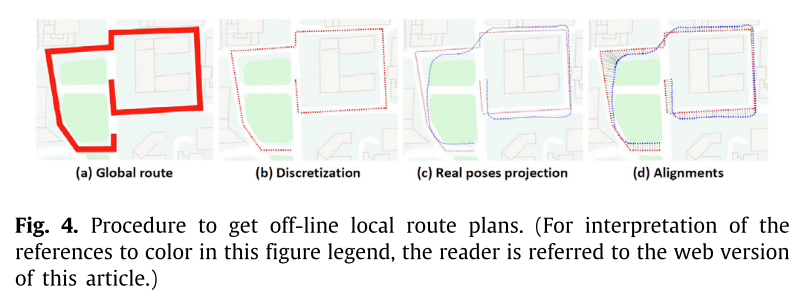 (a) Global route
(b) Discretization
(c) Real poses projection
(d) Alignments
Fig. 4. Procedure to get off-line local route plans. (For interpretation of the
references to color in this figure legend, the reader is referred to the web version
of this article.)